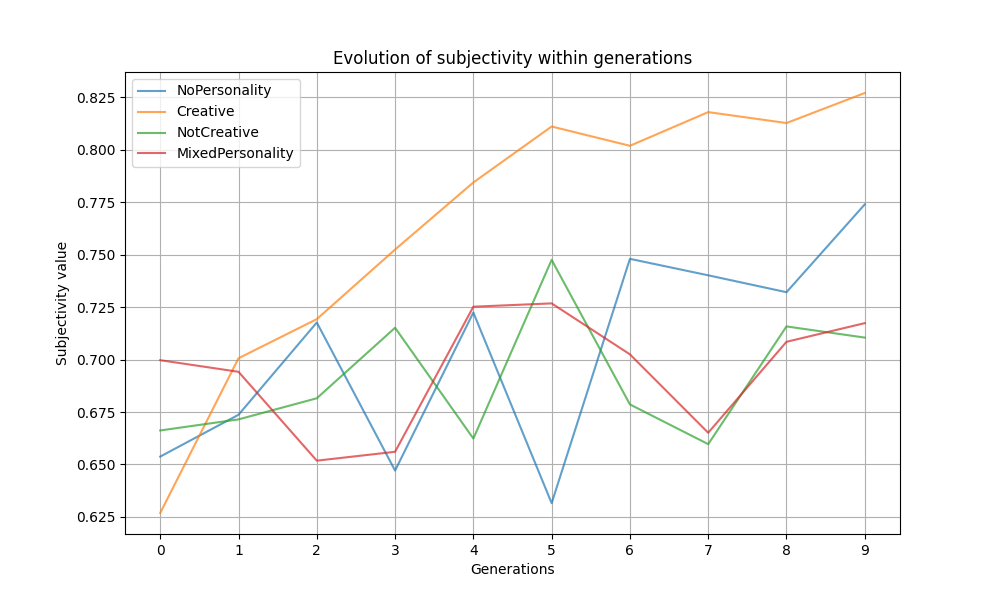 Evolution of subjectivity within generations
NoPersonality
Creative
NotCreative
MixedPersonality
0.825
0.800
0.775
0.750
0.725
0.700
0.675
0.650
0.625
Subjectivity value
0 1 2 3 4 5 6 7 8 9
Generations